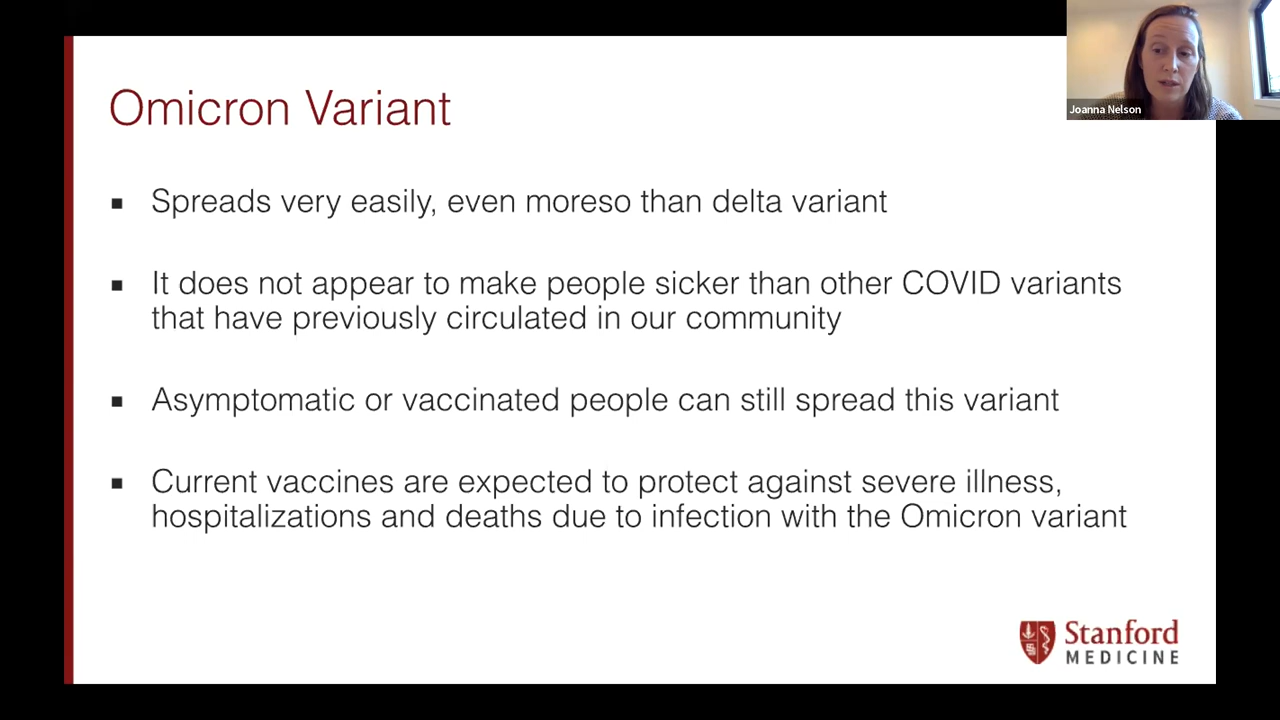 Joanna Nelson
Omicron Variant
Spreads very easily, even moreso than delta variant
It does not appear to make people sicker than other COVID variants
that have previously circulated in our community
Asymptomatic or vaccinated people can still spread this variant
Current vaccines are expected to protect against severe illness,
hospitalizations and deaths due to infection with the Omicron variant
Stanford
MEDICINE